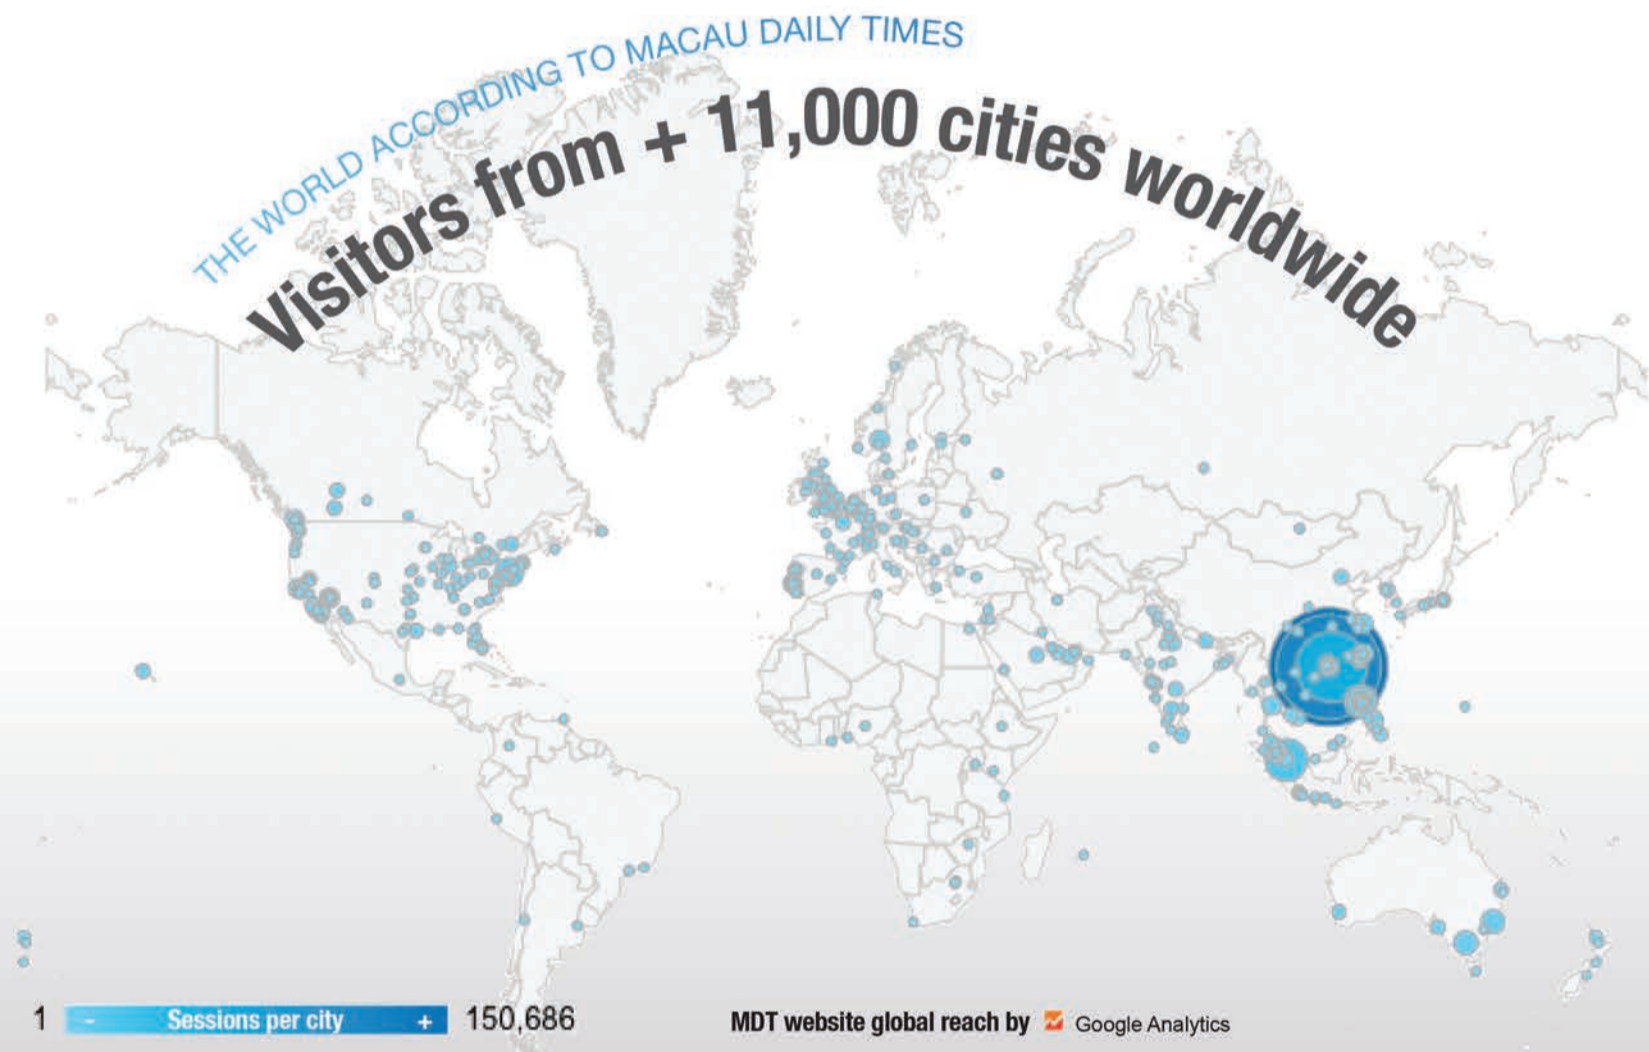 THE WORLD ACCORDING TO MACAU DAILY TIMES
Visitors from + 11,000 cities worldwide
1 - Sessions per city + 150,686
MDT website global reach by Google Analytics